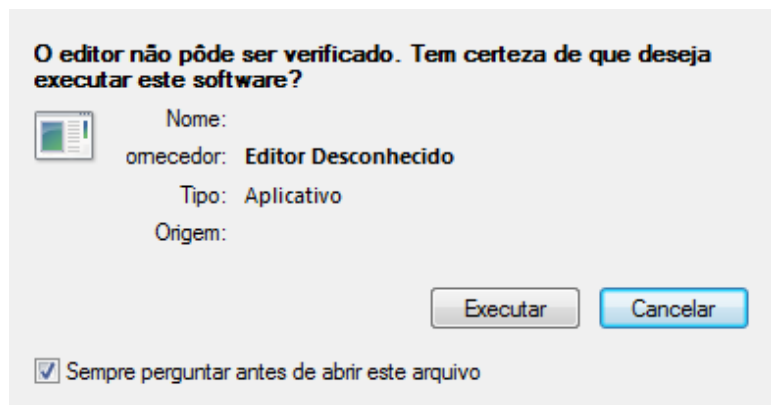 O editor não pôde ser verificado. Tem certeza de que deseja
executar este software?
Nome:
omecedor: Editor Desconhecido
Tipo: Aplicativo
Origem:
Executar Cancelar
Sempre perguntar antes de abrir este arquivo